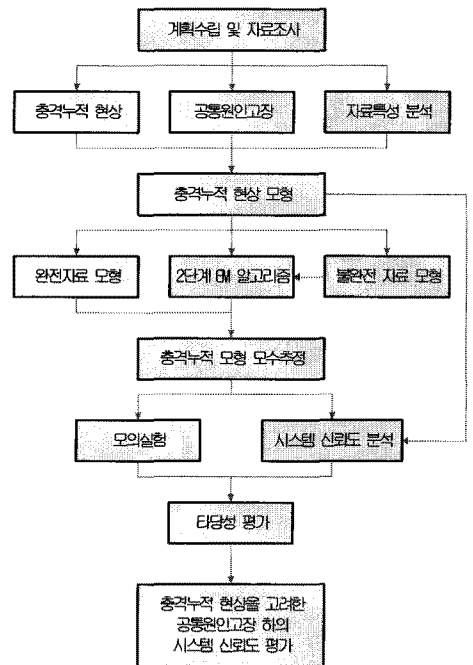 계획수립 및 자료조사
충격누적 현상
공통원인고장
자료특성 분석
충격누적 현상 모형
완전자료 모형
2단계 EM 알고리즘
불완전 자료 모형
충격누적 모형 모수추정
모의실험
시스템 신뢰도 분석
타당성 평가
충격누적 현상을 고려한
공통원인고장 하의
시스템 신뢰도 평가